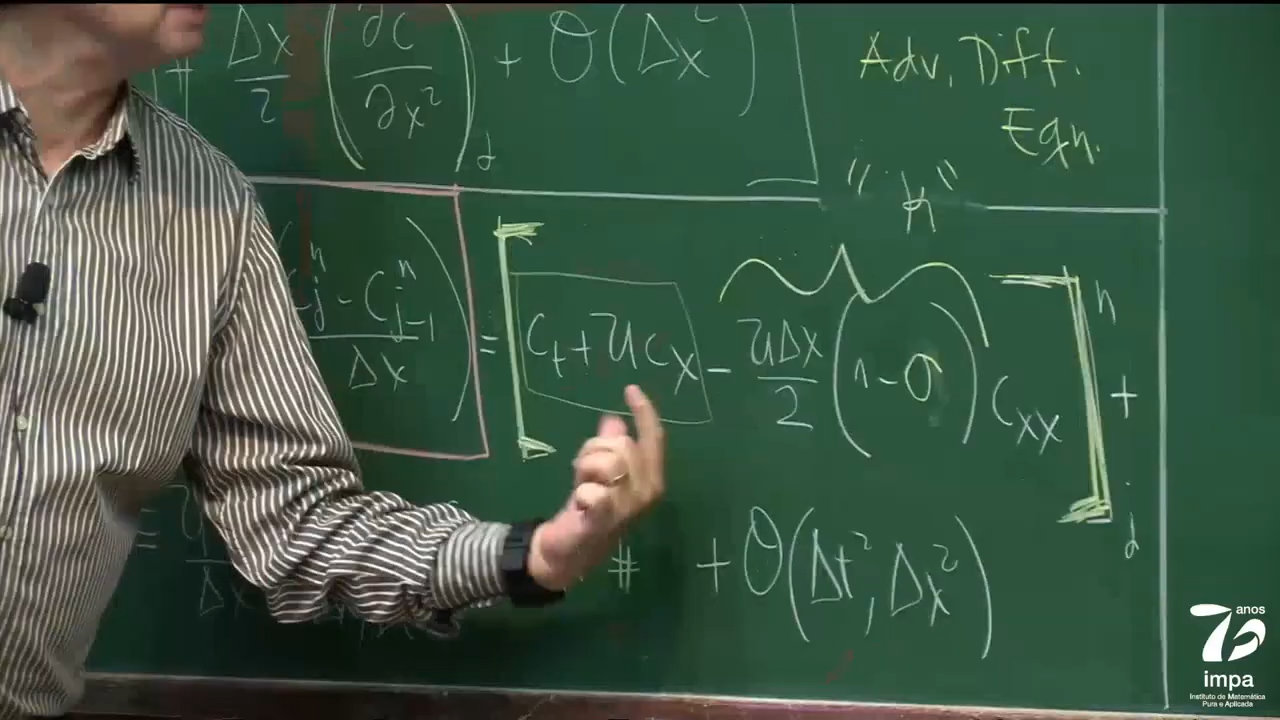 Δx/2 (∂c/∂x²)_j + O(Δx²)
Adv. Diff.
Eqn.
"K"
C_j^n - C_{j-1}^n / Δx ) = [ C_t + U C_x - UΔx/2 (1 - σ) C_xx ]_j^n +
+ O(Δt², Δx²)
anos
75
impa
Instituto de Matemática
Pura e Aplicada